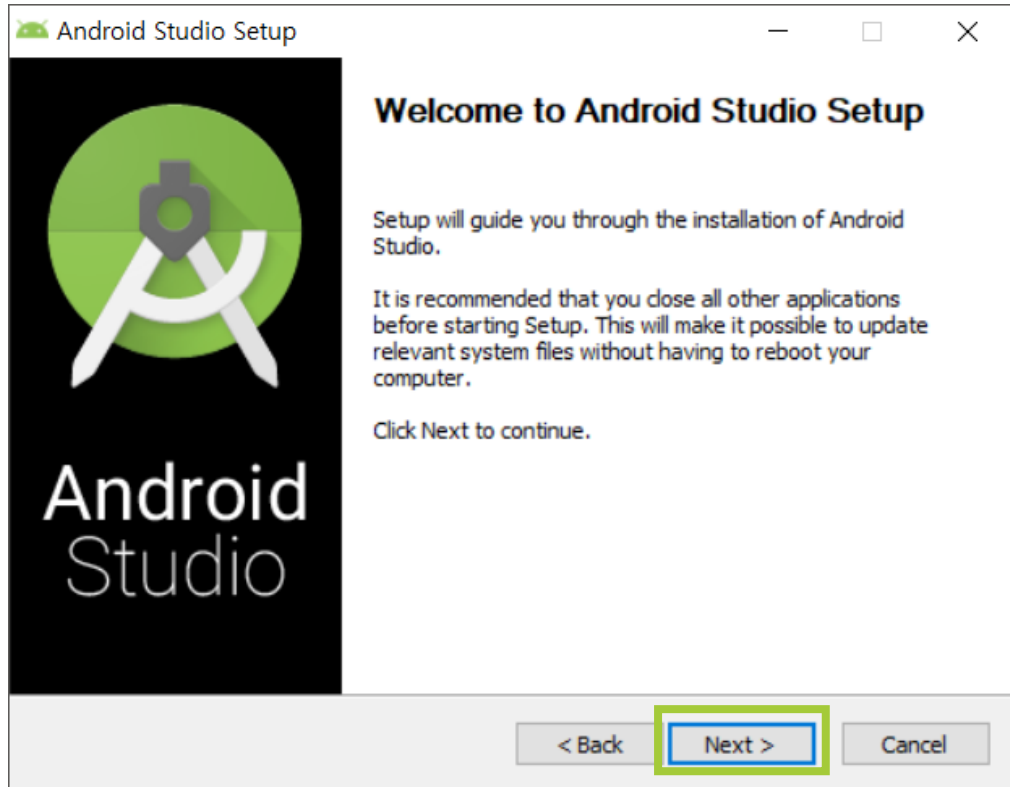 Android Studio Setup
Welcome to Android Studio Setup
Setup will guide you through the installation of Android
Studio.
It is recommended that you close all other applications
before starting Setup. This will make it possible to update
relevant system files without having to reboot your
computer.
Click Next to continue.
Android
Studio
< Back
Next >
Cancel